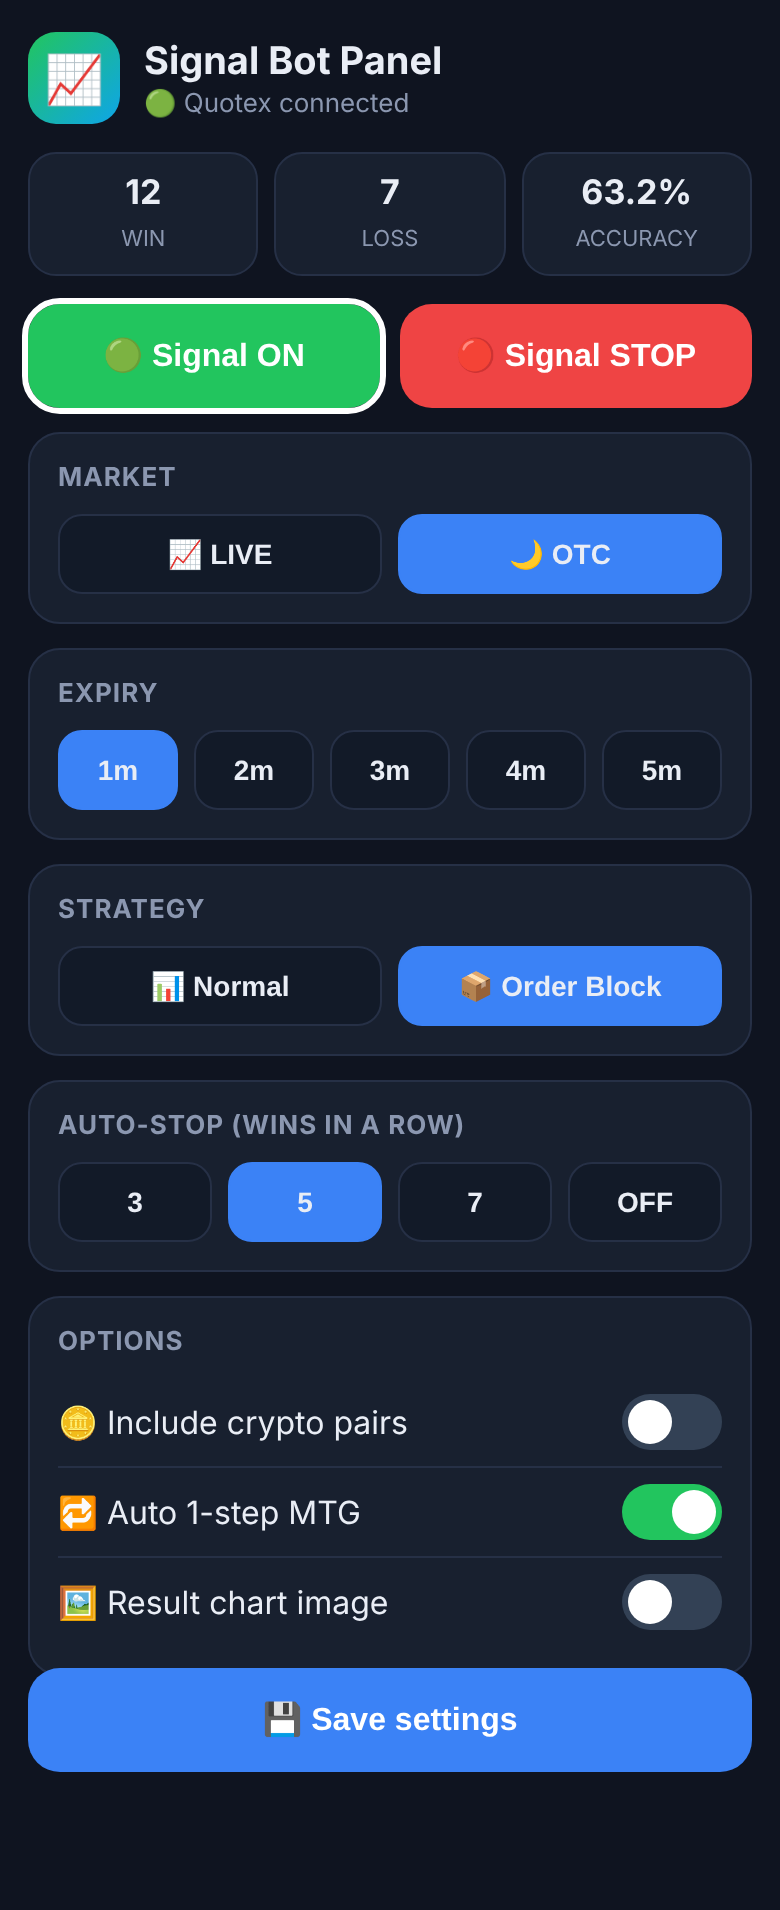 Signal Bot Panel
🟢 Quotex connected
12
WIN
7
LOSS
63.2%
ACCURACY
🟢 Signal ON
🔴 Signal STOP
MARKET
📈 LIVE
🌙 OTC
EXPIRY
1m
2m
3m
4m
5m
STRATEGY
📊 Normal
📦 Order Block
AUTO-STOP (WINS IN A ROW)
3
5
7
OFF
OPTIONS
🪙 Include crypto pairs
🔁 Auto 1-step MTG
🖼️ Result chart image
💾 Save settings